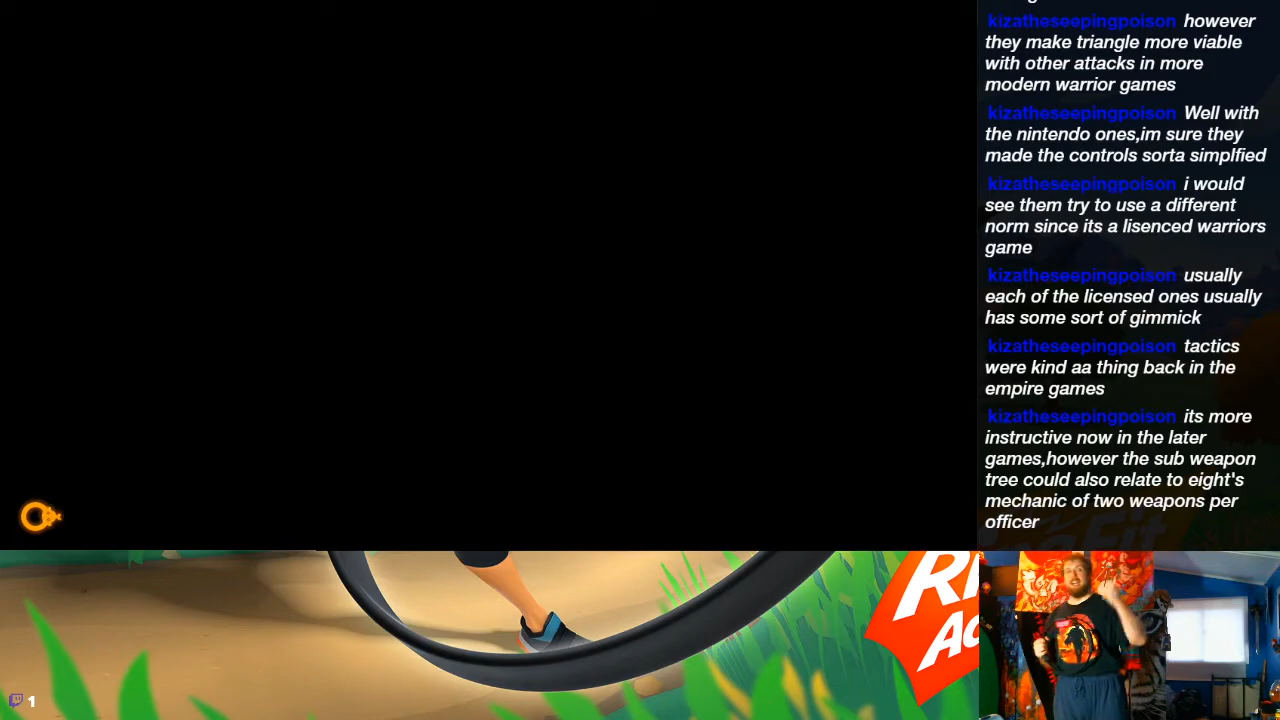 kizatheseepingpoison however
they make triangle more viable
with other attacks in more
modern warrior games
kizatheseepingpoison Well with
the nintendo ones,im sure they
made the controls sorta simplfied
kizatheseepingpoison i would
see them try to use a different
norm since its a lisenced warriors
game
kizatheseepingpoison usually
each of the licensed ones usually
has some sort of gimmick
kizatheseepingpoison tactics
were kind aa thing back in the
empire games
kizatheseepingpoison its more
instructive now in the later
games,however the sub weapon
tree could also relate to eight's
mechanic of two weapons per
officer
1